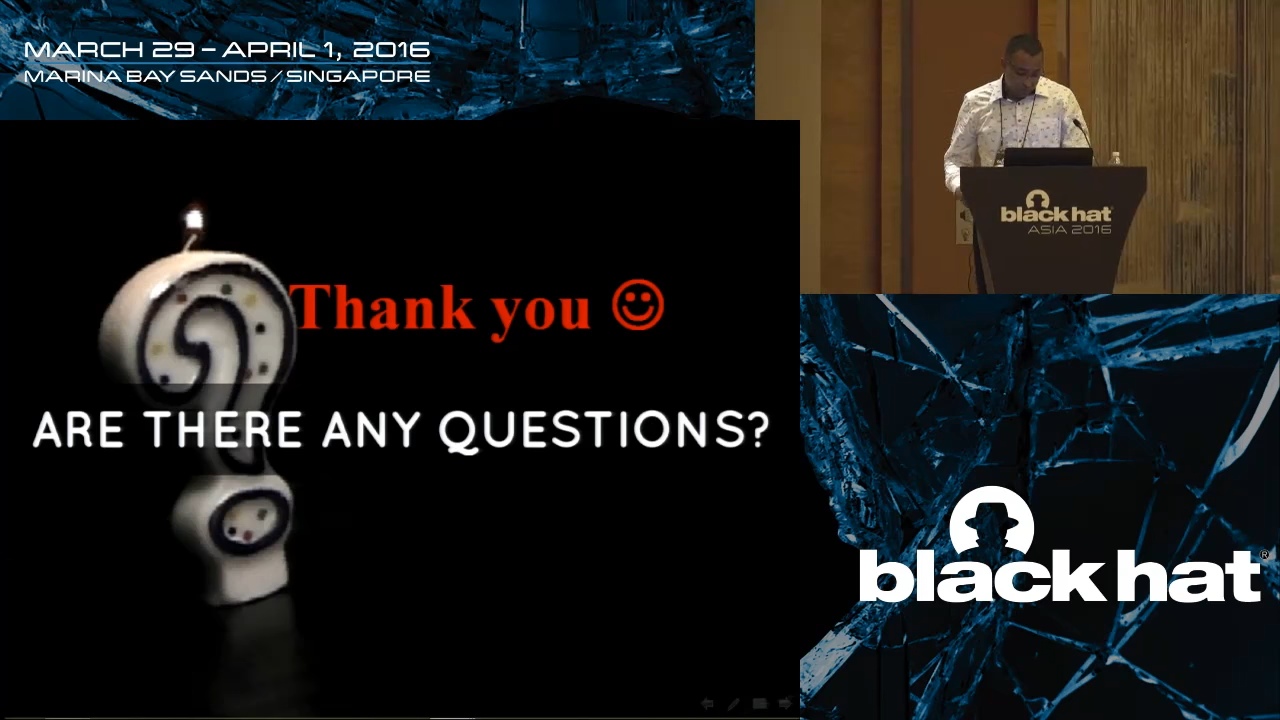 MARCH 29 – APRIL 1, 2016
MARINA BAY SANDS / SINGAPORE
Thank you ☺
ARE THERE ANY QUESTIONS?
black hat
ASIA 2016
black hat®